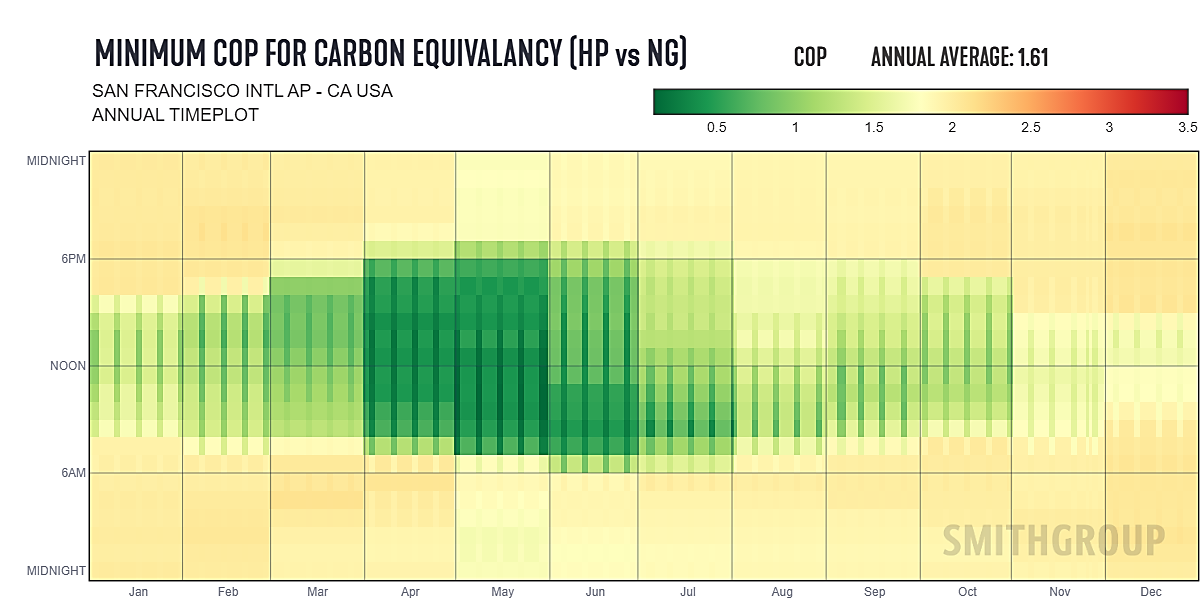 MINIMUM COP FOR CARBON EQUIVALANCY (HP vs NG)
COP ANNUAL AVERAGE: 1.61
SAN FRANCISCO INTL AP - CA USA
ANNUAL TIMEPLOT
0.5 1 1.5 2 2.5 3 3.5
MIDNIGHT
6PM
NOON
6AM
MIDNIGHT
SMITHGROUP
Jan Feb Mar Apr May Jun Jul Aug Sep Oct Nov Dec